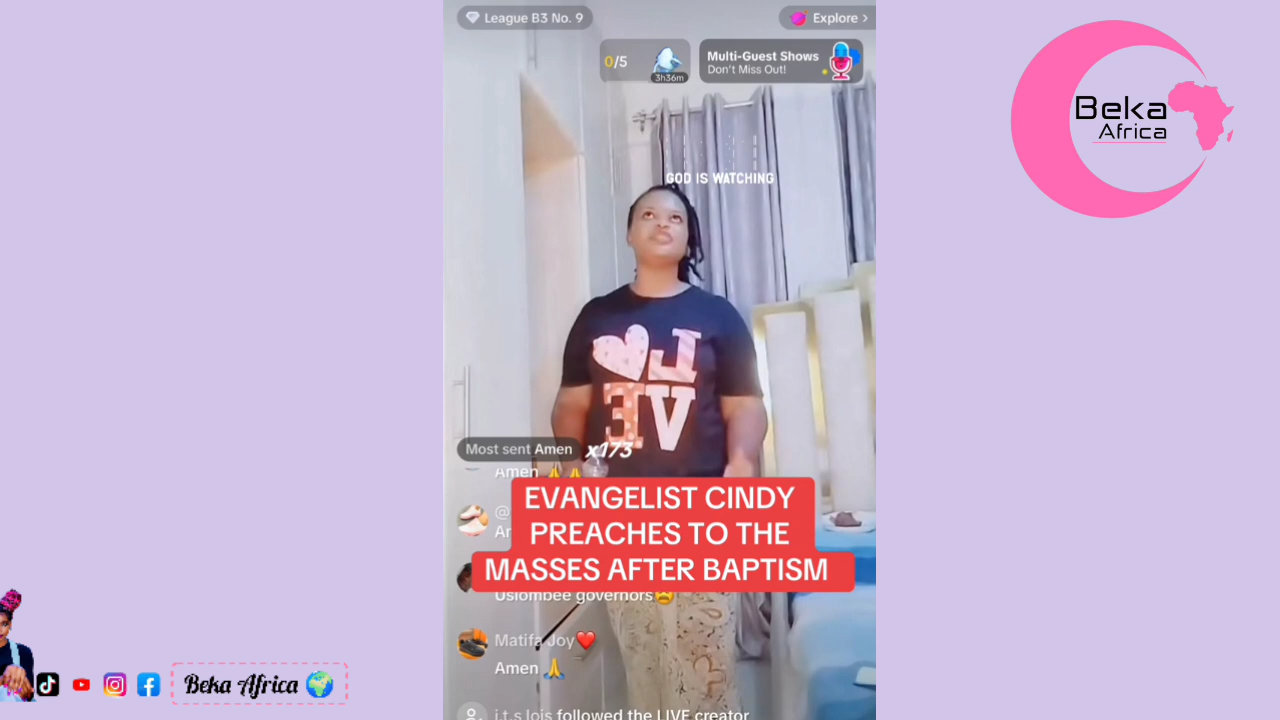 League B3 No. 9
Explore >
0/5
3h36m
Multi-Guest Shows
Don't Miss Out!
Beka
Africa
GOD IS WATCHING
LOVE
Most sent Amen x173
Amen 🙏🙏
@
EVANGELIST CINDY
PREACHES TO THE
MASSES AFTER BAPTISM
Usiombee governors😫
Matifa Joy❤️
Amen 🙏
i.t.s lois followed the LIVE creator
Beka Africa 🌍